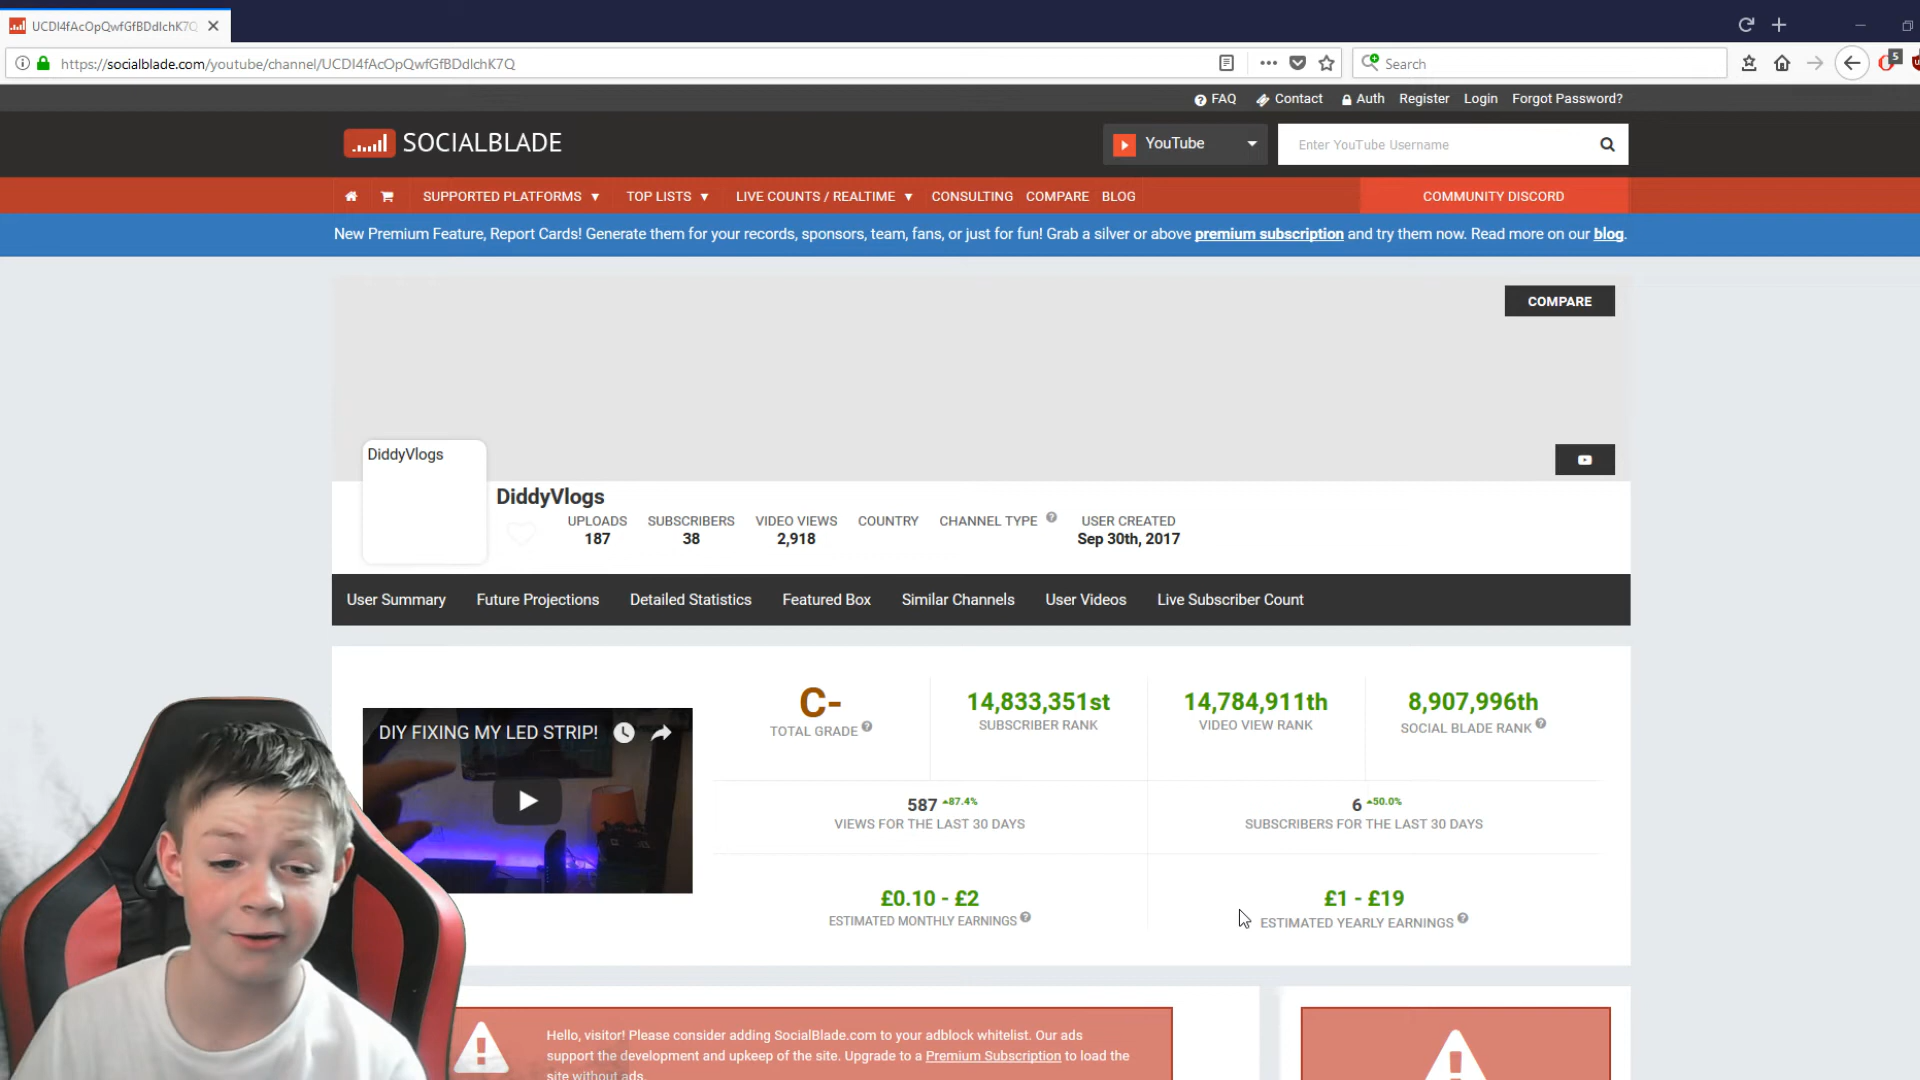 UCDI4fAcOpQwfGfBDdlchK7Q
https://socialblade.com/youtube/channel/UCDI4fAcOpQwfGfBDdlchK7Q
Search
5
FAQ Contact Auth Register Login Forgot Password?
SOCIALBLADE
YouTube
Enter YouTube Username
SUPPORTED PLATFORMS TOP LISTS LIVE COUNTS / REALTIME CONSULTING COMPARE BLOG COMMUNITY DISCORD
New Premium Feature, Report Cards! Generate them for your records, sponsors, team, fans, or just for fun! Grab a silver or above premium subscription and try them now. Read more on our blog.
COMPARE
DiddyVlogs
DiddyVlogs
UPLOADS SUBSCRIBERS VIDEO VIEWS COUNTRY CHANNEL TYPE USER CREATED
187 38 2,918 Sep 30th, 2017
User Summary Future Projections Detailed Statistics Featured Box Similar Channels User Videos Live Subscriber Count
DIY FIXING MY LED STRIP!
C- 14,833,351st 14,784,911th 8,907,996th
TOTAL GRADE SUBSCRIBER RANK VIDEO VIEW RANK SOCIAL BLADE RANK
587 87.4% 6 50.0%
VIEWS FOR THE LAST 30 DAYS SUBSCRIBERS FOR THE LAST 30 DAYS
£0.10 - £2 £1 - £19
ESTIMATED MONTHLY EARNINGS ESTIMATED YEARLY EARNINGS
Hello, visitor! Please consider adding SocialBlade.com to your adblock whitelist. Our ads
support the development and upkeep of the site. Upgrade to a Premium Subscription to load the
site without ads.